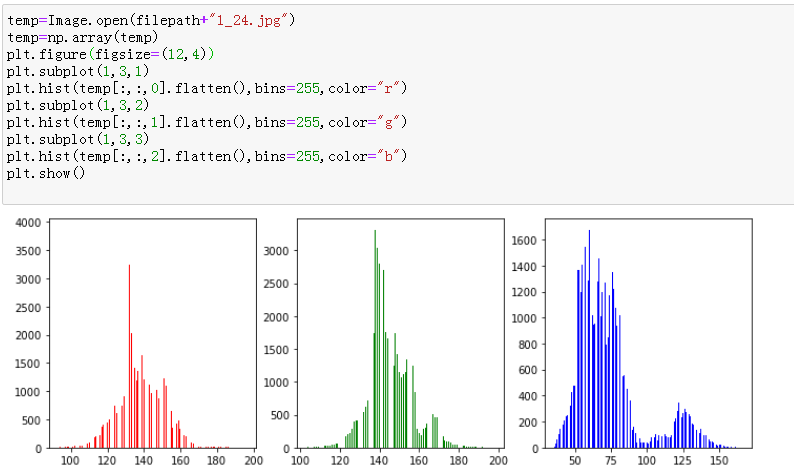 temp=Image.open(filepath+"1_24.jpg")
temp=np.array(temp)
plt.figure(figsize=(12,4))
plt.subplot(1,3,1)
plt.hist(temp[:,:,0].flatten(),bins=255,color="r")
plt.subplot(1,3,2)
plt.hist(temp[:,:,1].flatten(),bins=255,color="g")
plt.subplot(1,3,3)
plt.hist(temp[:,:,2].flatten(),bins=255,color="b")
plt.show()
4000
3500
3000
2500
2000
1500
1000
500
0
100 120 140 160 180 200
3000
2500
2000
1500
1000
500
0
100 120 140 160 180 200
1600
1400
1200
1000
800
600
400
200
0
50 75 100 125 150